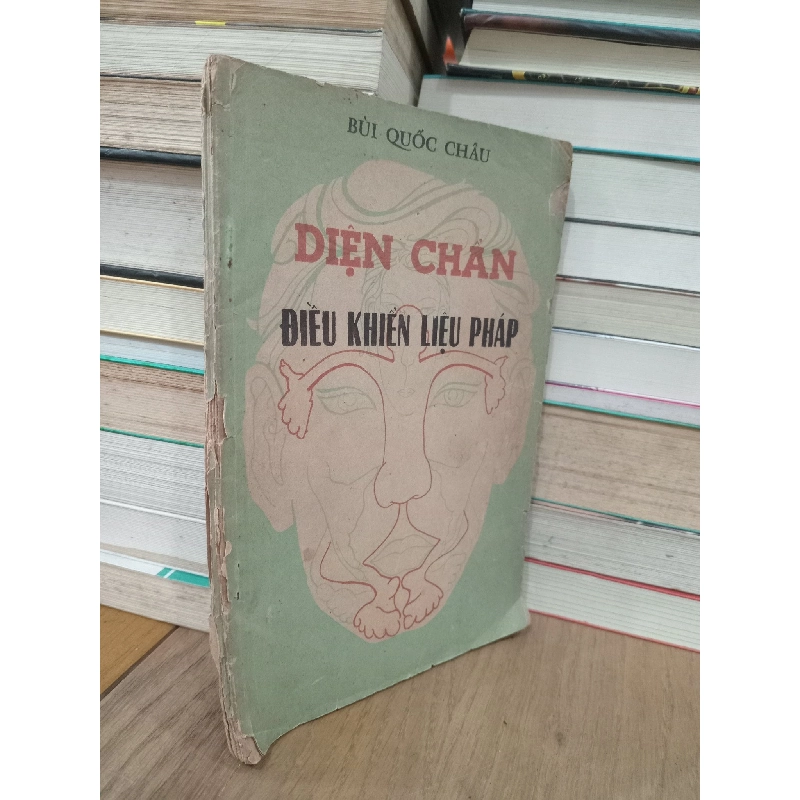 BÙI QUỐC CHÂU
DIỆN CHẨN
ĐIỀU KHIỂN LIỆU PHÁP